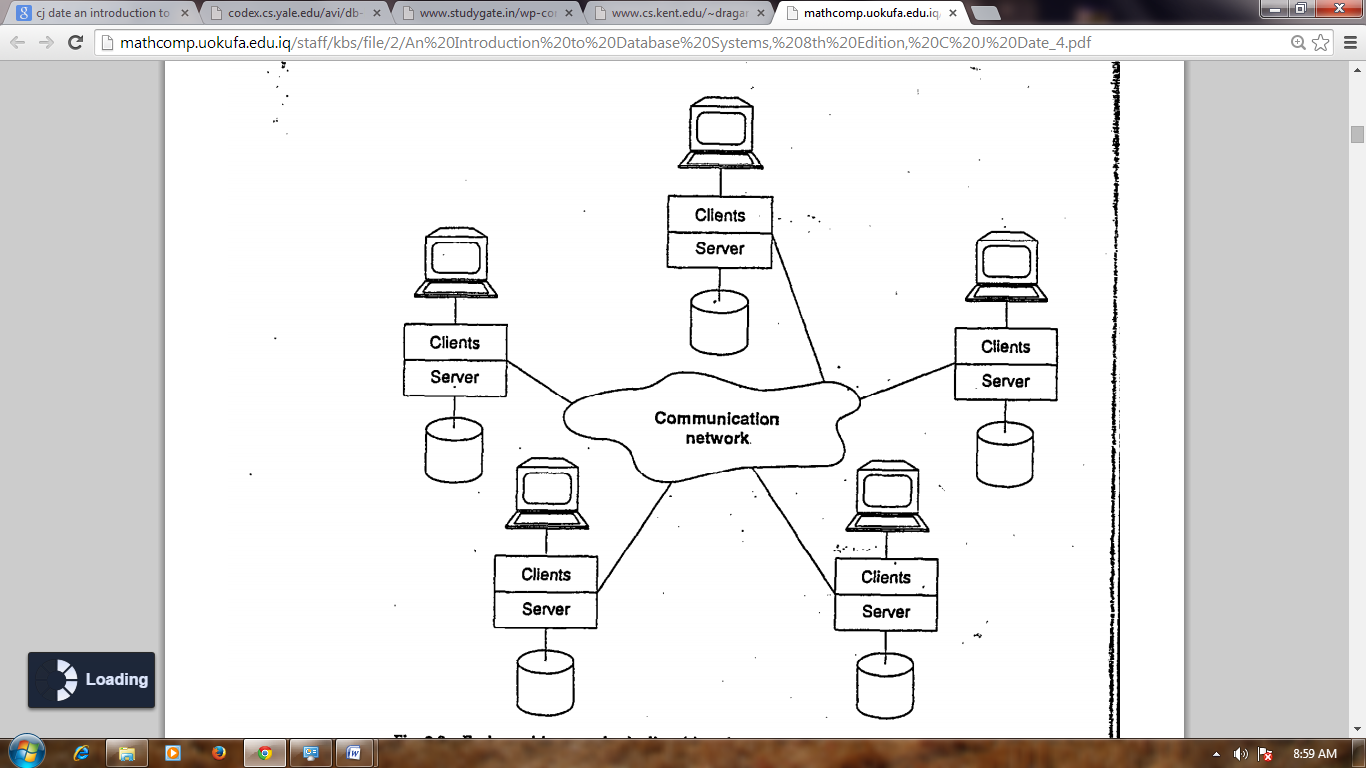 cj date an introduction to
codex.cs.yale.edu/avi/db-
www.studygate.in/wp-con
www.cs.kent.edu/~dragan
mathcomp.uokufa.edu.iq
mathcomp.uokufa.edu.iq/staff/kbs/file/2/An%20Introduction%20to%20Database%20Systems,%208th%20Edition,%20C%20J%20Date_4.pdf
Clients
Server
Clients
Server
Clients
Server
Communication
network
Clients
Server
Clients
Server
Loading
8:59 AM